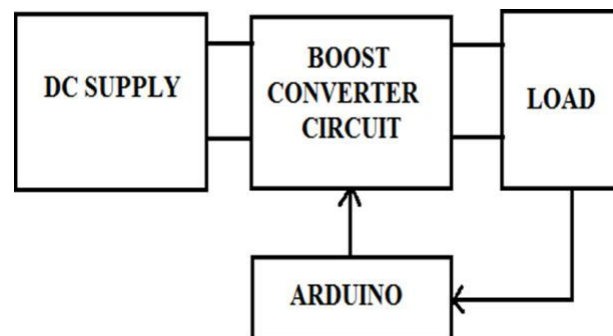 DC SUPPLY
BOOST
CONVERTER
CIRCUIT
LOAD
ARDUINO